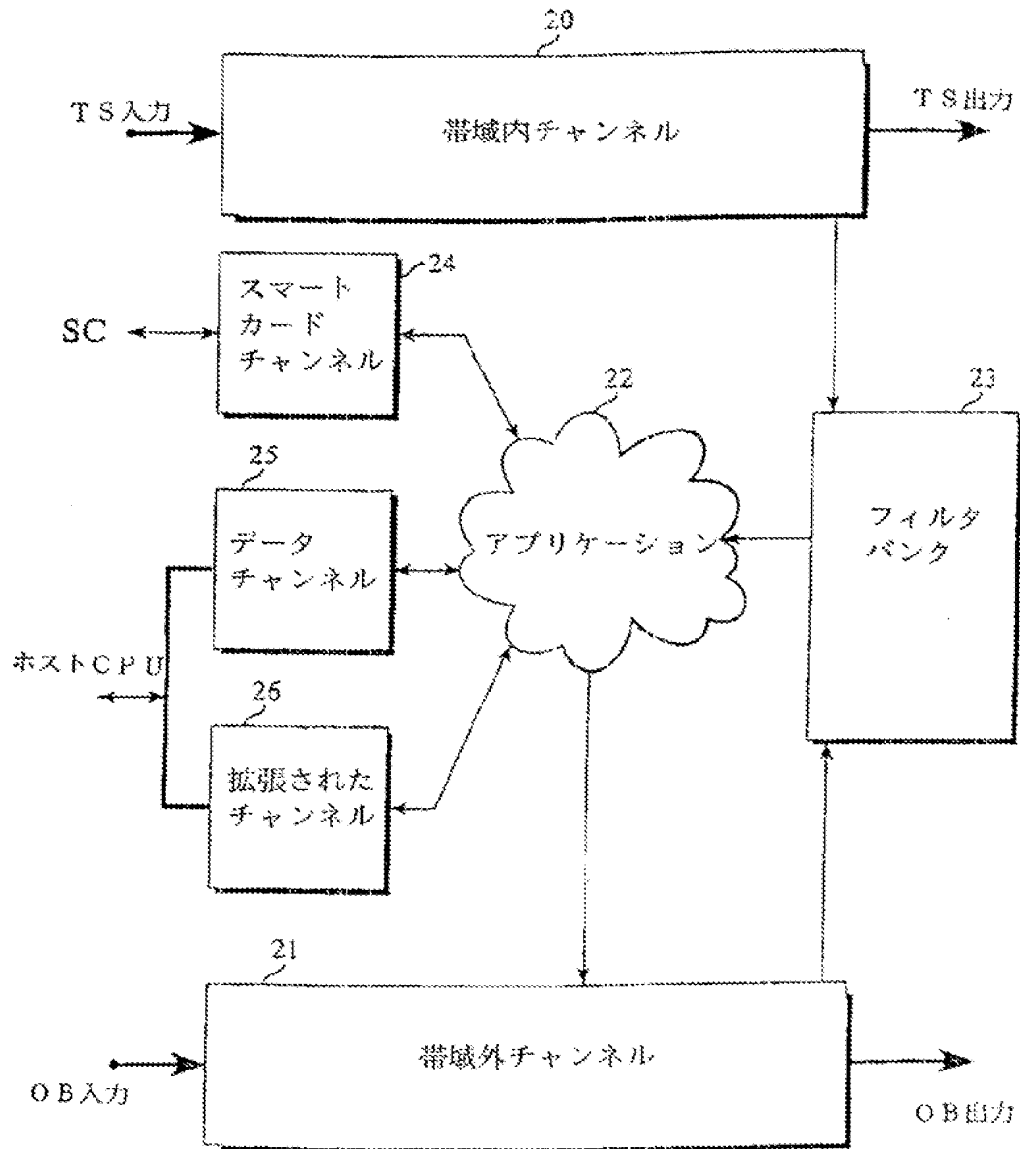 20
TS入力
帯域内チャンネル
TS出力
24
スマート
カード
チャンネル
SC
22
23
25
データ
チャンネル
アプリケーション
フィルタ
バンク
ホストCPU
26
拡張された
チャンネル
21
帯域外チャンネル
OB入力
OB出力